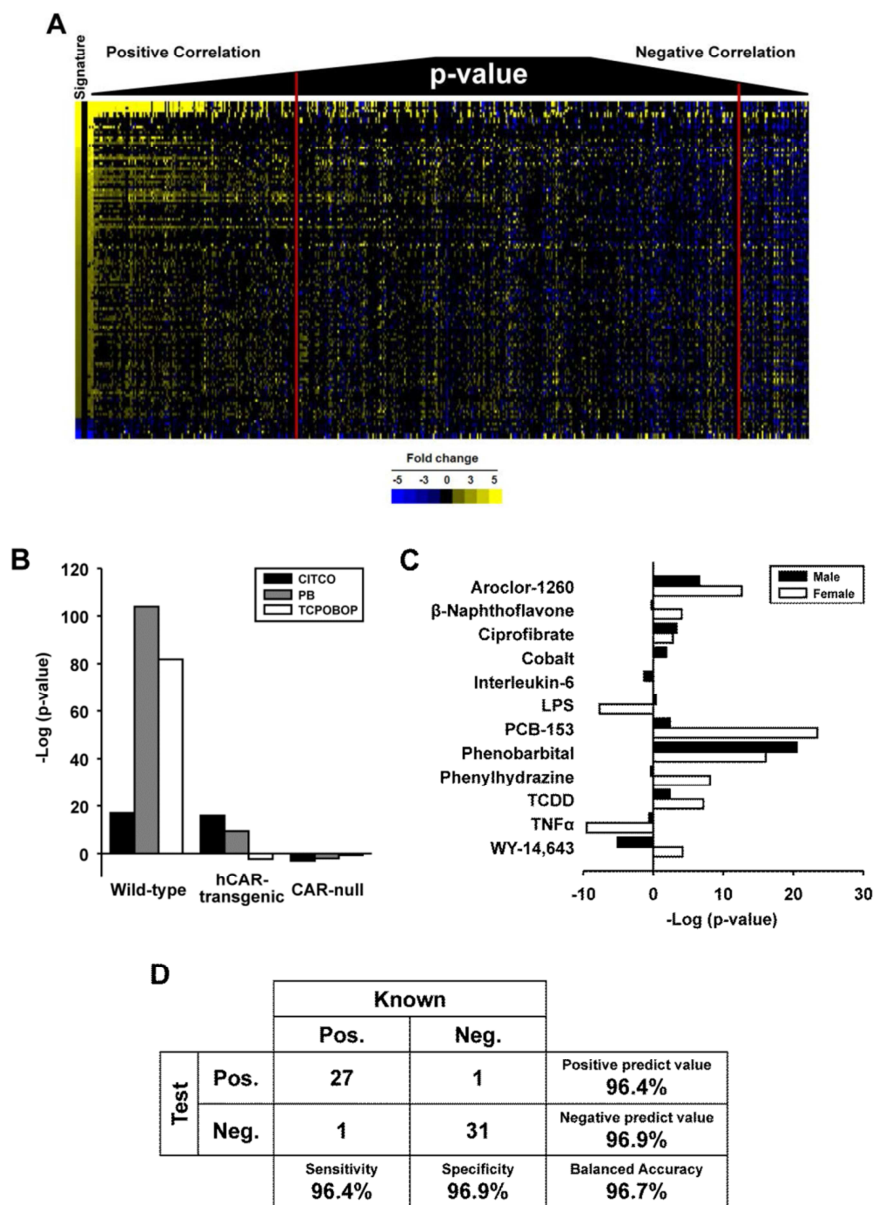 A
Positive Correlation
Negative Correlation
Signature
p-value
Fold change
-5 -3 0 3 5
B
120
100
80
60
40
20
0
-Log (p-value)
CITCO
PB
TCPOBOP
Wild-type
hCAR-
transgenic
CAR-null
C
Male
Female
Aroclor-1260
β-Naphthoflavone
Ciprofibrate
Cobalt
Interleukin-6
LPS
PCB-153
Phenobarbital
Phenylhydrazine
TCDD
TNFα
WY-14,643
-10 0 10 20 30
-Log (p-value)
D
Known
Pos. Neg.
Test
Pos. 27 1 Positive predict value
96.4%
Neg. 1 31 Negative predict value
96.9%
Sensitivity Specificity Balanced Accuracy
96.4% 96.9% 96.7%